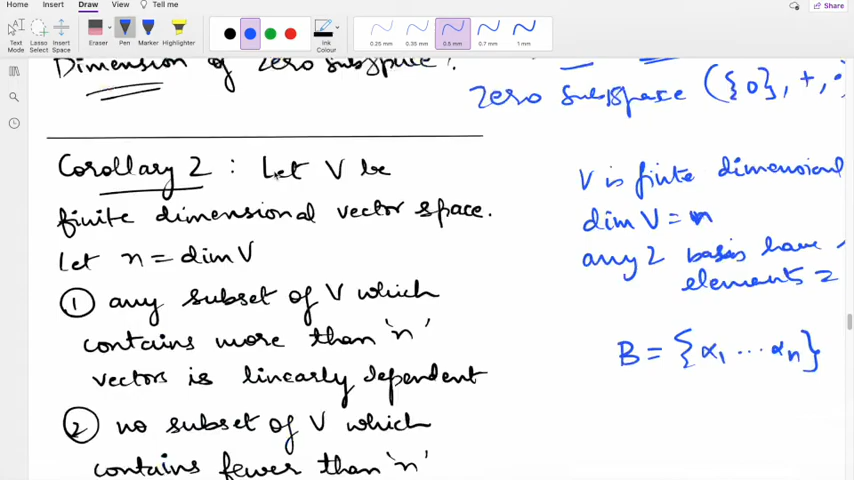 Home Insert Draw View Tell me
Share
Text Mode
Lasso Select
Insert Space
Eraser
Pen
Marker
Highlighter
Ink Colour
0.25 mm
0.35 mm
0.5 mm
0.7 mm
1 mm
Dimension of Zero subspace?
Zero subspace ({0}, +, ·
Corollary 2 : Let V be
finite dimensional vector space.
Let n = dim V
① any subset of V which
contains more than 'n'
vectors is linearly dependent
② no subset of V which
contains fewer than 'n'
V is finite dimensional
dim V = n
any 2 basis have
elements =
B = {α₁ ... αₙ}